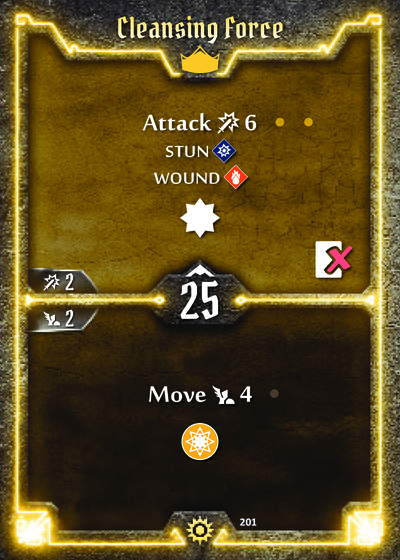 Cleansing Force
Attack 6
STUN
WOUND
2
25
2
Move 4
201